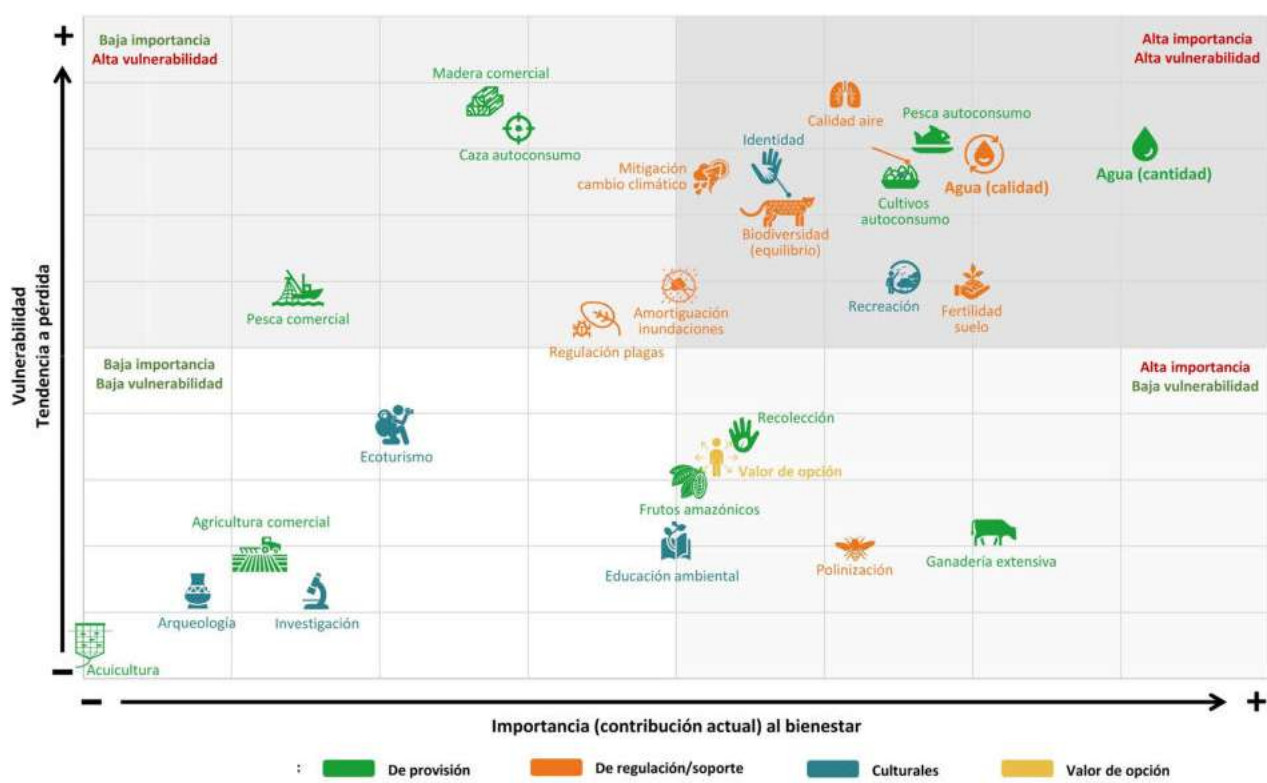 +
Baja importancia
Alta vulnerabilidad
Alta importancia
Alta vulnerabilidad
Madera comercial
Caza autoconsumo
Calidad aire
Pesca autoconsumo
Identidad
Mitigación
cambio climático
Agua (calidad)
Agua (cantidad)
Cultivos
autoconsumo
Biodiversidad
(equilibrio)
Pesca comercial
Amortiguación
inundaciones
Recreación
Fertilidad
suelo
Regulación plagas
Vulnerabilidad
Tendencia a pérdida
Baja importancia
Baja vulnerabilidad
Alta importancia
Baja vulnerabilidad
Ecoturismo
Recolección
Valor de opción
Frutos amazónicos
Agricultura comercial
Educación ambiental
Polinización
Ganadería extensiva
Arqueología
Investigación
Acuicultura
−
− +
Importancia (contribución actual) al bienestar
: De provisión De regulación/soporte Culturales Valor de opción